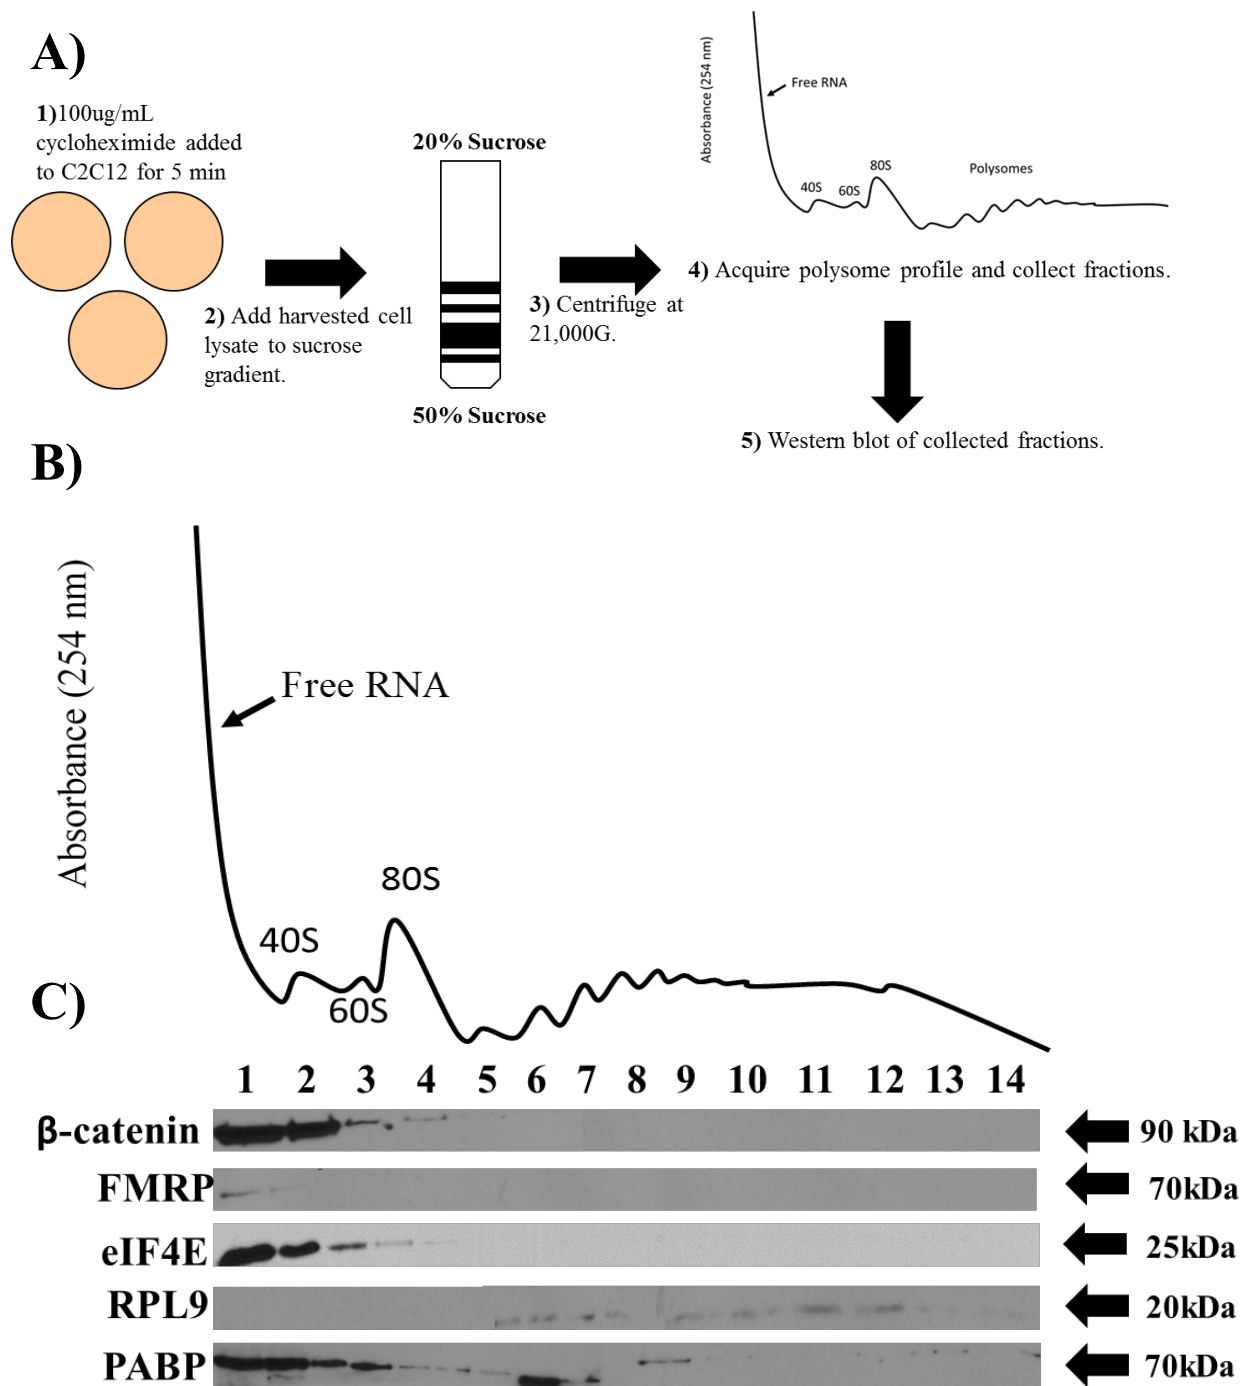 A)
1)100ug/mL
cycloheximide added
to C2C12 for 5 min
2) Add harvested cell
lysate to sucrose
gradient.
20% Sucrose
50% Sucrose
3) Centrifuge at
21,000G.
Absorbance (254 nm)
Free RNA
40S
60S
80S
Polysomes
4) Acquire polysome profile and collect fractions.
5) Western blot of collected fractions.
B)
Absorbance (254 nm)
Free RNA
80S
40S
60S
C)
1 2 3 4 5 6 7 8 9 10 11 12 13 14
β-catenin 90 kDa
FMRP 70kDa
eIF4E 25kDa
RPL9 20kDa
PABP 70kDa